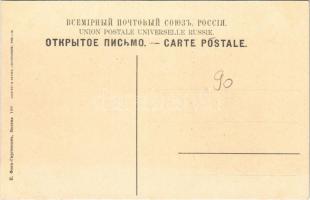 ВСЕМІРНЫЙ ПОЧТОВЫЙ СОЮЗЪ. РОССІЯ.
UNION POSTALE UNIVERSELLE RUSSIE.
ОТКРЫТОЕ ПИСЬМО. — CARTE POSTALE.
90